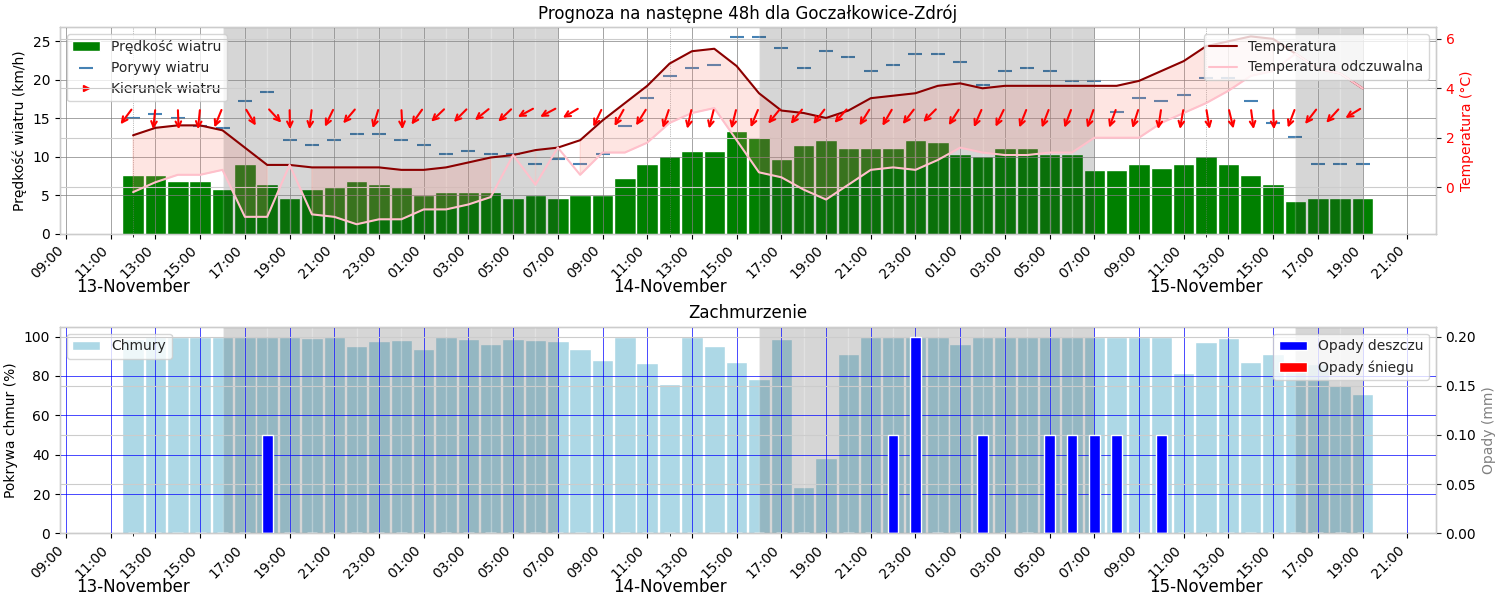 Prognoza na następne 48h dla Goczałkowice-Zdrój
Prędkość wiatru (km/h)
25
20
15
10
5
0
Prędkość wiatru
Porywy wiatru
Kierunek wiatru
Temperatura
Temperatura odczuwalna
6
4
2
0
Temperatura (°C)
09:00 11:00 13:00 15:00 17:00 19:00 21:00 23:00 01:00 03:00 05:00 07:00 09:00 11:00 13:00 15:00 17:00 19:00 21:00 23:00 01:00 03:00 05:00 07:00 09:00 11:00 13:00 15:00 17:00 19:00 21:00
13-November 14-November 15-November
Zachmurzenie
Pokrywa chmur (%)
100
80
60
40
20
0
Chmury
Opady deszczu
Opady śniegu
0.20
0.15
0.10
0.05
0.00
Opady (mm)
09:00 11:00 13:00 15:00 17:00 19:00 21:00 23:00 01:00 03:00 05:00 07:00 09:00 11:00 13:00 15:00 17:00 19:00 21:00 23:00 01:00 03:00 05:00 07:00 09:00 11:00 13:00 15:00 17:00 19:00 21:00
13-November 14-November 15-November